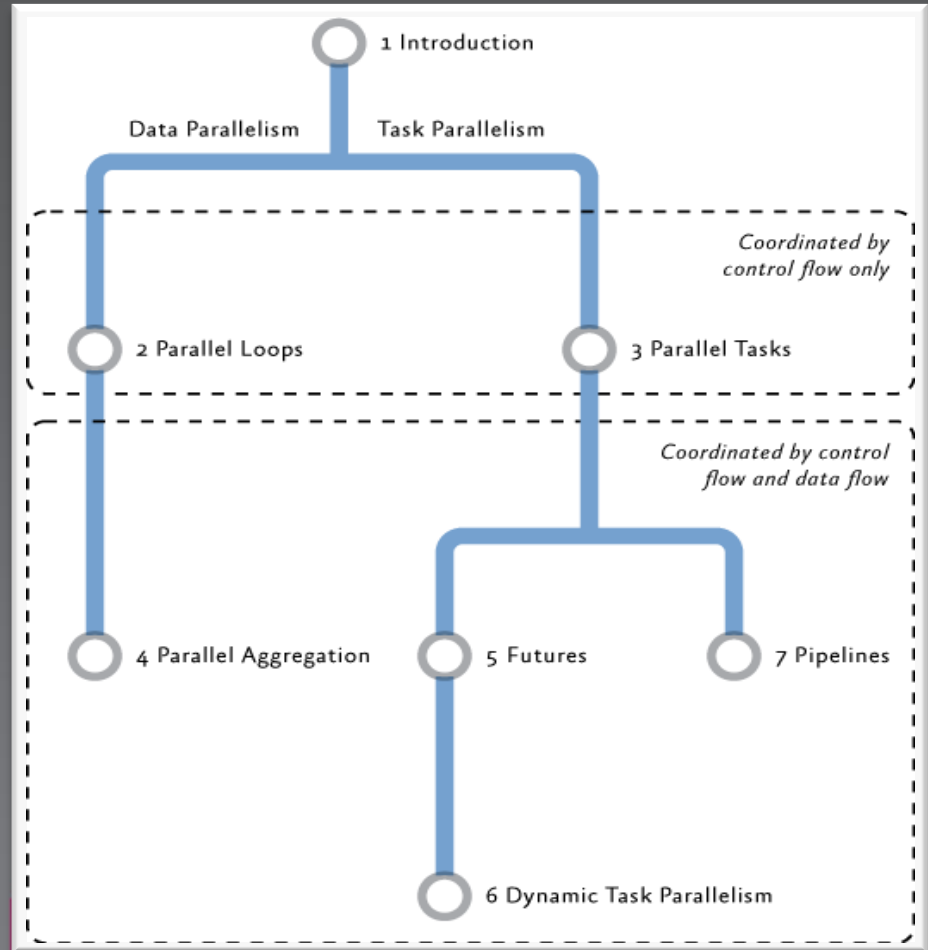 1 Introduction
Data Parallelism
Task Parallelism
Coordinated by
control flow only
2 Parallel Loops
3 Parallel Tasks
Coordinated by control
flow and data flow
4 Parallel Aggregation
5 Futures
7 Pipelines
6 Dynamic Task Parallelism